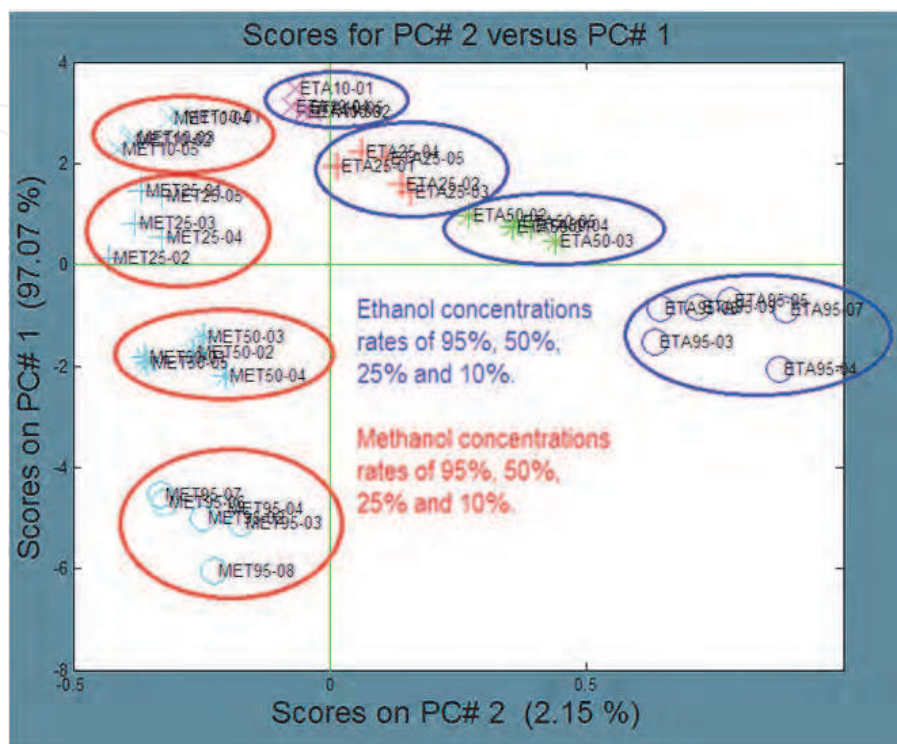 Scores for PC# 2 versus PC# 1
Scores on PC# 1 (97.07 %)
4
2
0
-2
-4
-6
-8
ETA10-01
MET10-04
MET10-05
ETA25-04
ETA25-05
ETA25-01
ETA25-02
ETA25-03
MET25-01
MET25-05
MET25-03
MET25-04
MET25-02
ETA50-02
ETA50-03
ETA95-05
ETA95-07
ETA95-03
ETA95-04
MET50-03
MET50-02
MET50-04
Ethanol concentrations
rates of 95%, 50%,
25% and 10%.
Methanol concentrations
rates of 95%, 50%,
25% and 10%.
MET95-07
MET95-04
MET95-03
MET95-08
-0.5
0
0.5
Scores on PC# 2 (2.15 %)